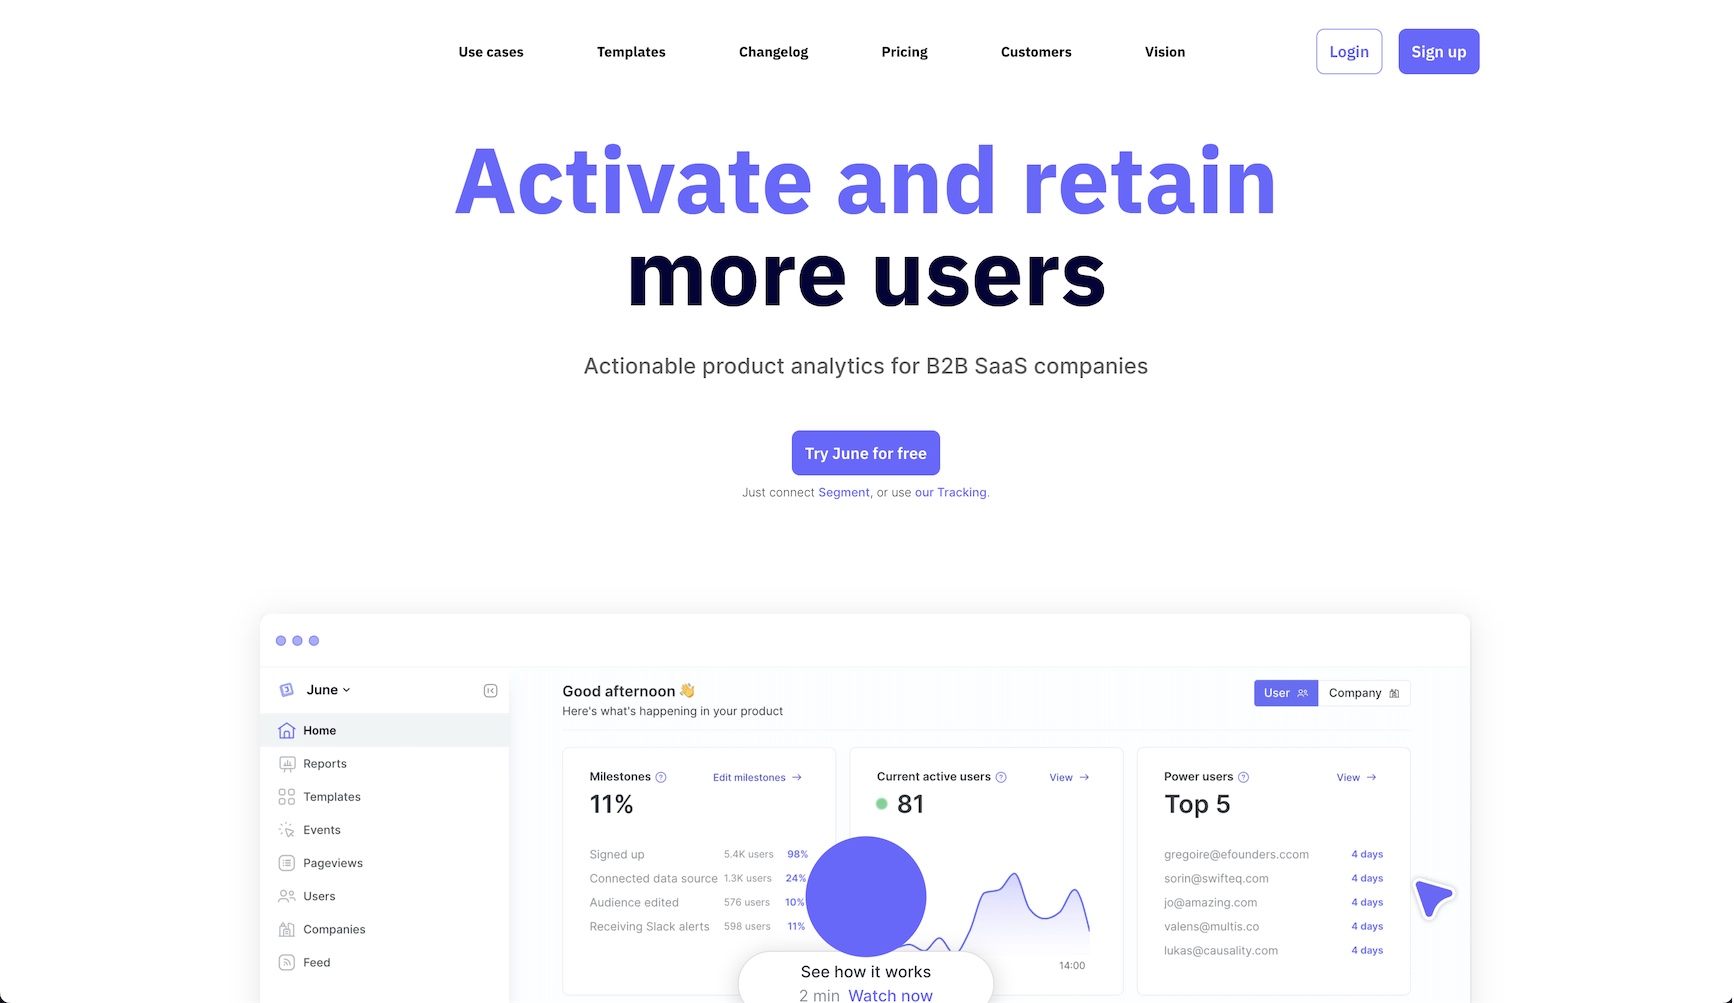 Use cases Templates Changelog Pricing Customers Vision Login Sign up
Activate and retain
more users
Actionable product analytics for B2B SaaS companies
Try June for free
Just connect Segment, or use our Tracking.
June
Home
Reports
Templates
Events
Pageviews
Users
Companies
Feed
Good afternoon 👋
Here's what's happening in your product
User Company
Milestones Edit milestones →
11%
Signed up 5.4K users 98%
Connected data source 1.3K users 24%
Audience edited 576 users 10%
Receiving Slack alerts 598 users 11%
Current active users View →
81
14:00
Power users View →
Top 5
gregoire@efounders.ccom 4 days
sorin@swifteq.com 4 days
jo@amazing.com 4 days
valens@multis.co 4 days
lukas@causality.com 4 days
See how it works
2 min Watch now